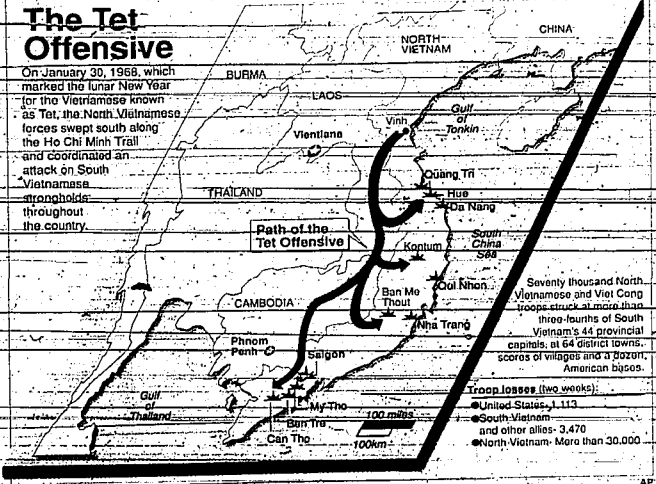 The Tet
Offensive
On January 30, 1968, which
marked the lunar New Year
for the Vietnamese known
as Tet, the North Vietnamese
forces swept south along
the Ho Chi Minh Trail
and coordinated an
attack on South
Vietnamese
strongholds
throughout
the country.
CHINA
NORTH
VIETNAM
BURMA
LAOS
Gulf
of
Tonkin
Vinh
Vientiane
THAILAND
Quang Tri
Hue
Da Nang
Path of the
Tet Offensive
South
China
Sea
Kontum
CAMBODIA
Ban Me
Thout
Qui Nhon
Nha Trang
Phnom
Penh
Saigon
Gulf
of
Thailand
My Tho
Ben Tre
Can Tho
100 miles
100km
Seventy thousand North
Vietnamese and Viet Cong
troops struck at more than
three-fourths of South
Vietnam's 44 provincial
capitals, at 64 district towns,
scores of villages and a dozen
American bases.
Troop losses (two weeks):
●United States- 1,113
●South Vietnam
and other allies- 3,470
●North Vietnam- More than 30,000
AP